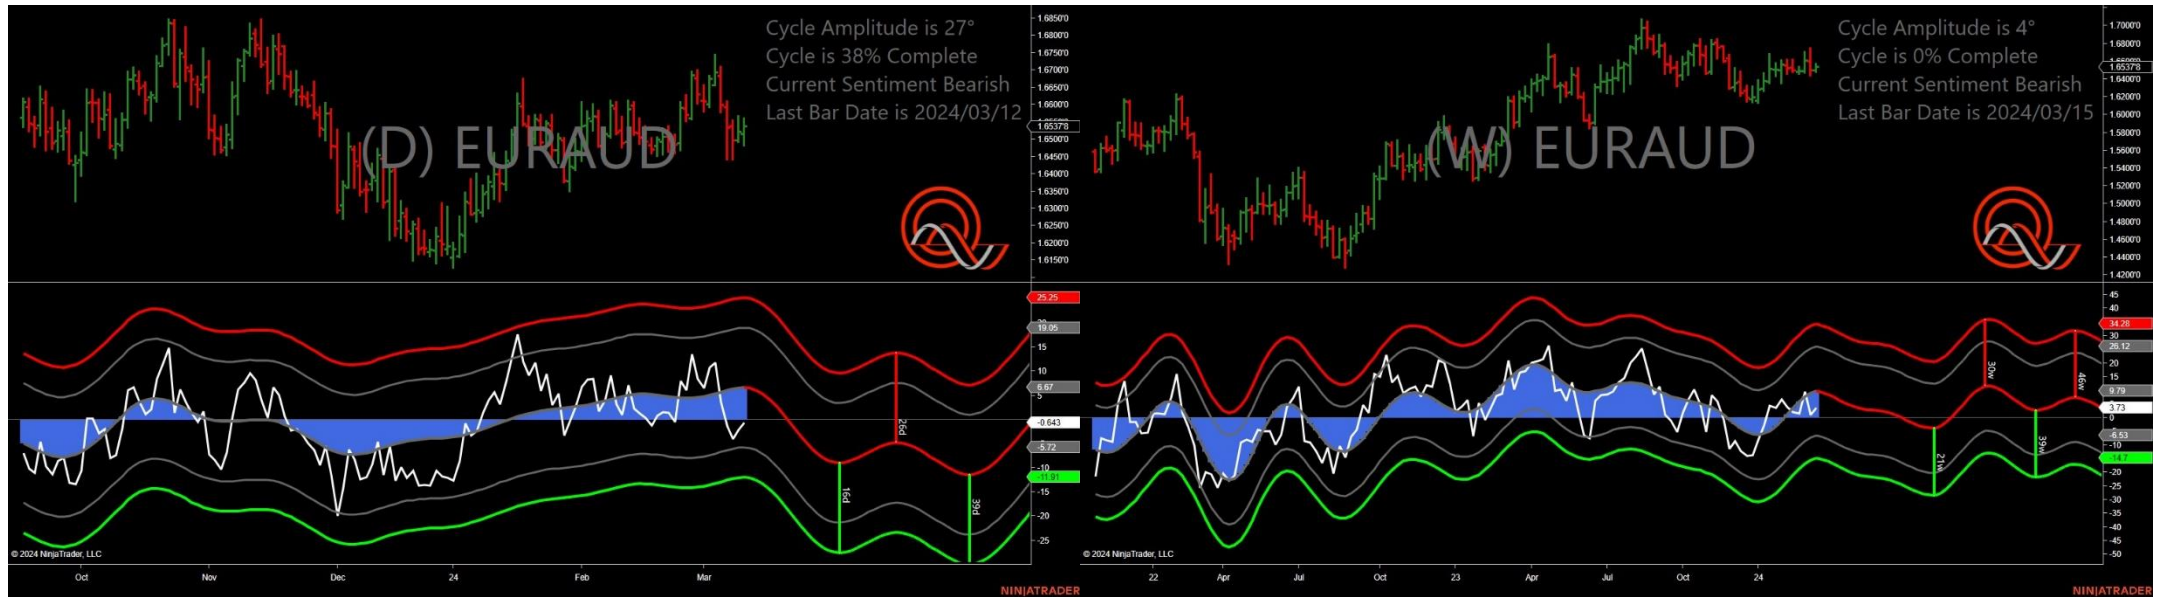 Cycle Amplitude is 27°
Cycle is 38% Complete
Current Sentiment Bearish
Last Bar Date is 2024/03/12
(D) EURAUD
1.6850'0
1.6800'0
1.6750'0
1.6700'0
1.6650'0
1.6600'0
1.6537'8
1.6500'0
1.6450'0
1.6400'0
1.6350'0
1.6300'0
1.6250'0
1.6200'0
1.6150'0
25.25
19.05
15
10
6.67
5
-0.643
-5.72
-10
-11.91
-15
-20
-25
16d
26d
39d
© 2024 NinjaTrader, LLC
Oct
Nov
Dec
24
Feb
Mar
NINJATRADER
Cycle Amplitude is 4°
Cycle is 0% Complete
Current Sentiment Bearish
Last Bar Date is 2024/03/15
(W) EURAUD
1.7000'0
1.6800'0
1.6537'8
1.6400'0
1.6200'0
1.6000'0
1.5800'0
1.5600'0
1.5400'0
1.5200'0
1.5000'0
1.4800'0
1.4600'0
1.4400'0
1.4200'0
45
40
34.28
30
26.12
20
15
9.79
3.73
0
-6.53
-10
-14.7
-20
-25
-30
-35
-40
-45
-50
21w
30w
39w
46w
© 2024 NinjaTrader, LLC
22
Apr
Jul
Oct
23
Apr
Jul
Oct
24
NINJATRADER